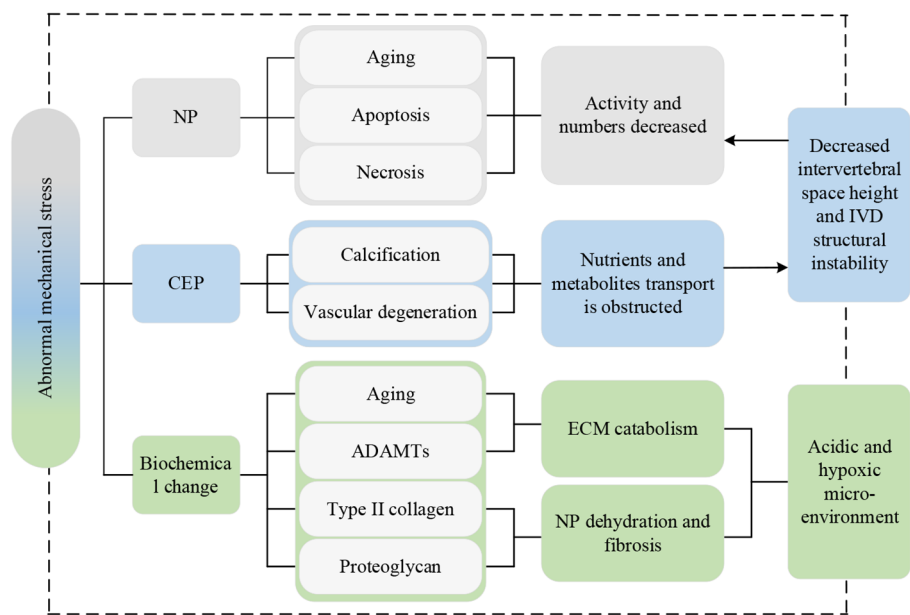 Abnormal mechanical stress
NP
Aging
Apoptosis
Necrosis
Activity and
numbers decreased
CEP
Calcification
Vascular degeneration
Nutrients and
metabolites transport
is obstructed
Decreased
intervertebral
space height
and IVD
structural
instability
Biochemica
l change
Aging
ADAMTs
Type II collagen
Proteoglycan
ECM catabolism
NP dehydration and
fibrosis
Acidic and
hypoxic
micro-
environment